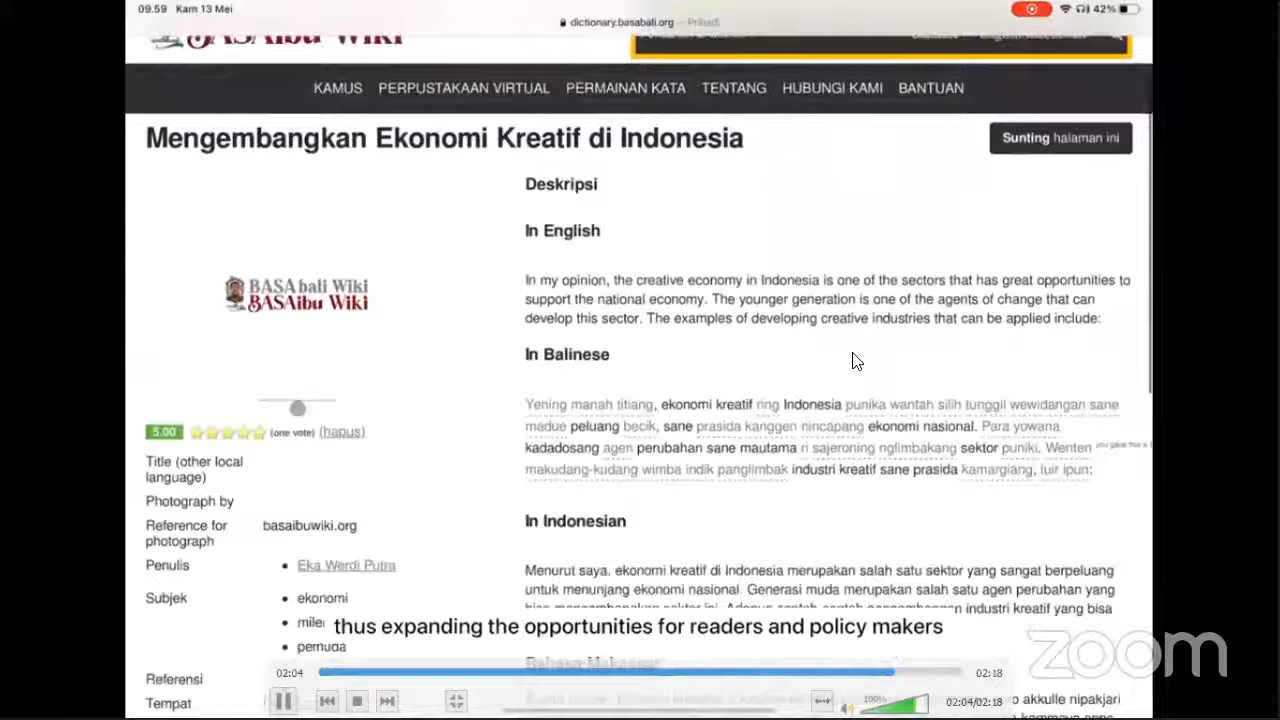 09.59 Kam 13 Mei
42%
dictionary.basabali.org — Pribadi
BASAibu Wiki
KAMUS PERPUSTAKAAN VIRTUAL PERMAINAN KATA TENTANG HUBUNGI KAMI BANTUAN
Mengembangkan Ekonomi Kreatif di Indonesia
Sunting halaman ini
Deskripsi
In English
In my opinion, the creative economy in Indonesia is one of the sectors that has great opportunities to
support the national economy. The younger generation is one of the agents of change that can
develop this sector. The examples of developing creative industries that can be applied include:
BASAbali Wiki
BASAibu Wiki
In Balinese
Yening manah titiang, ekonomi kreatif ring Indonesia punika wantah silih tunggil wewidangan sane
madue peluang becik, sane prasida kanggen nincapang ekonomi nasional. Para yowana
kadadosang agen perubahan sane mautama ri sajeroning nglimbakang sektor puniki. Wenten
makudang-kudang wimba indik panglimbak industri kreatif sane prasida kamargiang, luir ipun:
5.00 (one vote) (hapus)
Title (other local
language)
Photograph by
Reference for
photograph
basaibuwiki.org
Penulis
Eka Werdi Putra
Subjek
ekonomi
pemuda
Referensi
Tempat
In Indonesian
Menurut saya, ekonomi kreatif di Indonesia merupakan salah satu sektor yang sangat berpeluang
untuk menunjang ekonomi nasional. Generasi muda merupakan salah satu agen perubahan yang
industri kreatif yang bisa
thus expanding the opportunities for readers and policy makers
akkulle nipakjari
zoom
02:04
02:18
100%
02:04/02:18